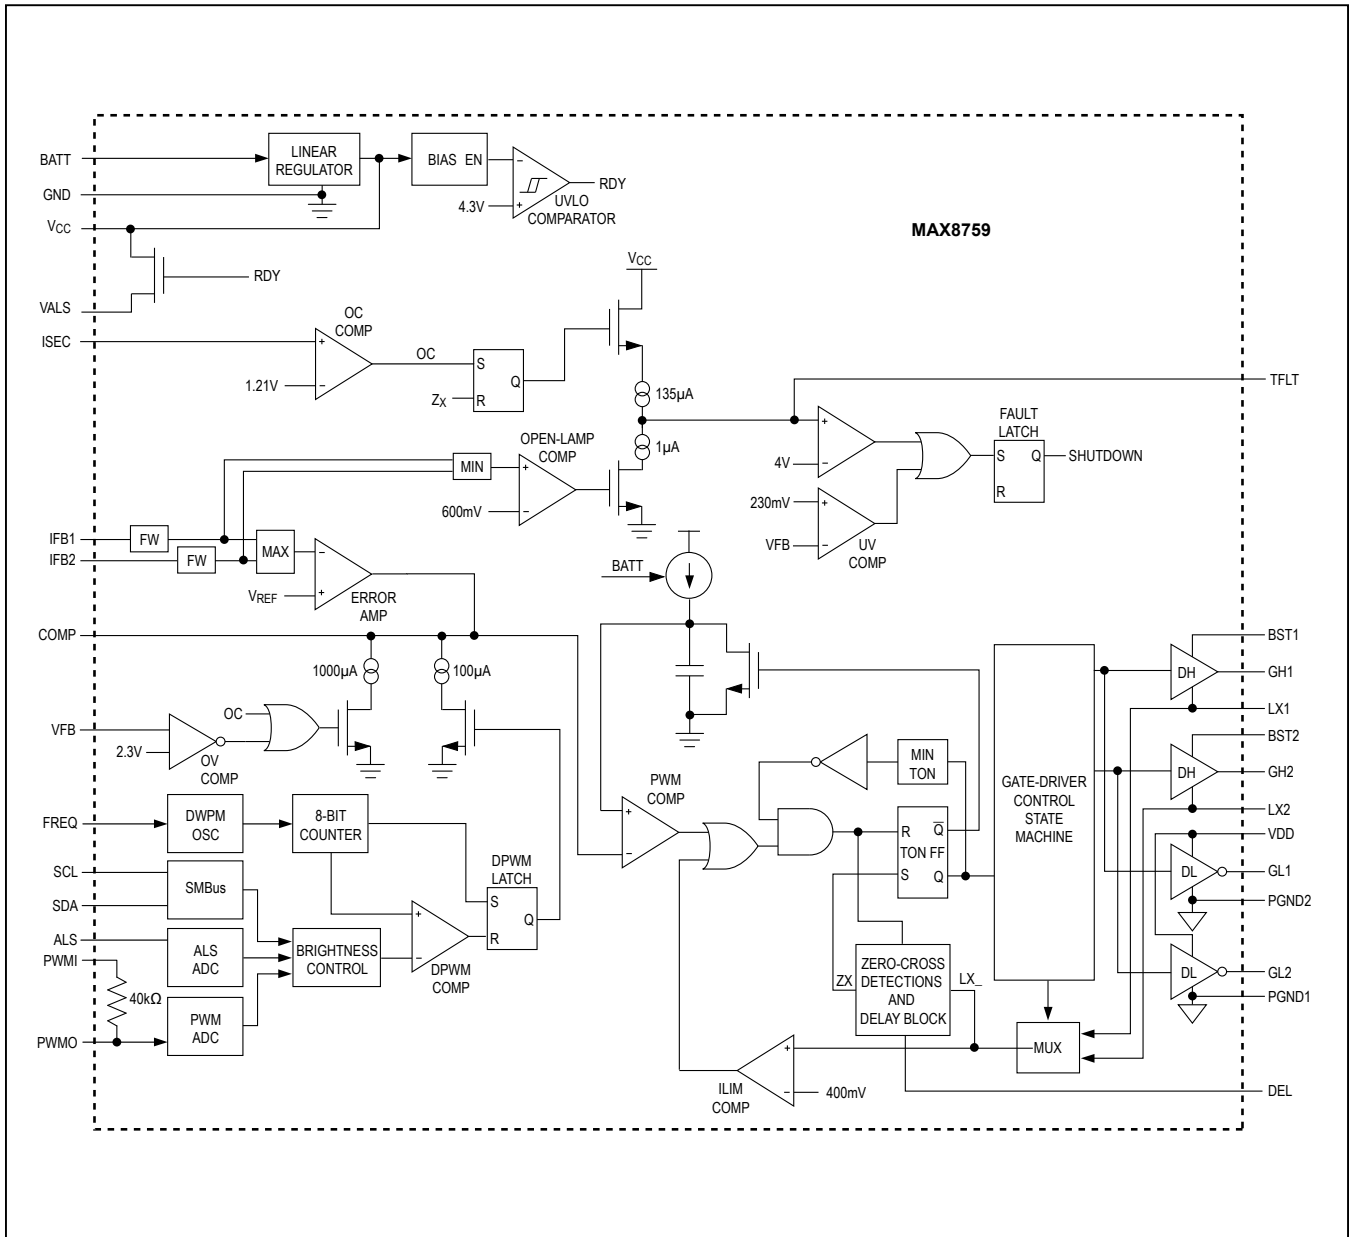 MAX8759
BATT
GND
VCC
VALS
ISEC
LINEAR
REGULATOR
BIAS EN
−
+
4.3V
UVLO
COMPARATOR
RDY
RDY
VCC
OC
COMP
+
−
1.21V
OC
S
R
Q
ZX
135µA
1µA
TFLT
OPEN-LAMP
COMP
MIN
+
−
600mV
+
−
4V
FAULT
LATCH
S
R
Q
SHUTDOWN
230mV
VFB
+
−
UV
COMP
IFB1
IFB2
FW
FW
MAX
−
+
VREF
ERROR
AMP
BATT
COMP
1000µA
100µA
VFB
2.3V
OV
COMP
OC
FREQ
SCL
SDA
ALS
PWMI
PWMO
40kΩ
DWPM
OSC
8-BIT
COUNTER
SMBus
ALS
ADC
PWM
ADC
BRIGHTNESS
CONTROL
+
−
DPWM
COMP
DPWM
LATCH
S
R
Q
PWM
COMP
+
−
MIN
TON
R Q
TON FF
S Q
ZX
ZERO-CROSS
DETECTIONS
AND
DELAY BLOCK
LX_
GATE-DRIVER
CONTROL
STATE
MACHINE
MUX
+
−
400mV
ILIM
COMP
DH
DH
DL
DL
BST1
GH1
LX1
BST2
GH2
LX2
VDD
GL1
PGND2
GL2
PGND1
DEL